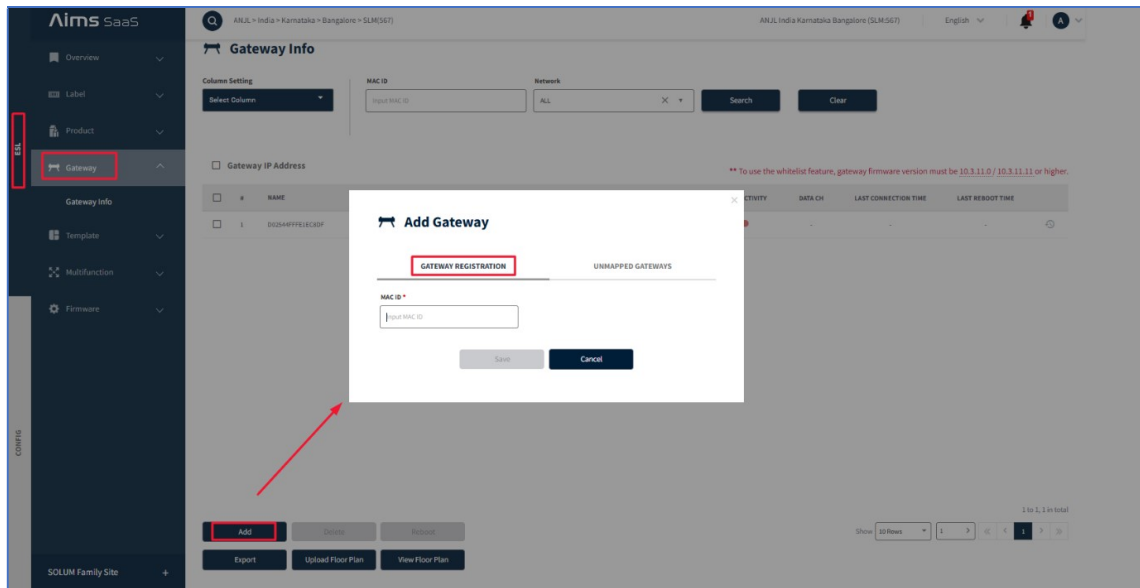 Aims SaaS
ANJL > India > Karnataka > Bangalore > SLM(567)
ANJL India Karnataka Bangalore (SLM:567)
English
1
A
Overview
Label
Product
Gateway
Gateway Info
Template
Multifunction
Firmware
ESL
CONFIG
SOLUM Family Site +
Gateway Info
Column Setting
MAC ID
Network
Select Column
Input MAC ID
ALL
Search
Clear
Gateway IP Address
** To use the whitelist feature, gateway firmware version must be 10.3.11.0 / 10.3.11.11 or higher.
# NAME CTIVITY DATA CH LAST CONNECTION TIME LAST REBOOT TIME
1 - - -
Add Gateway
GATEWAY REGISTRATION
UNMAPPED GATEWAYS
MAC ID *
Input MAC ID
Save
Cancel
1 to 1, 1 in total
Add
Delete
Reboot
Show 10 Rows 1 1
Export
Upload Floor Plan
View Floor Plan